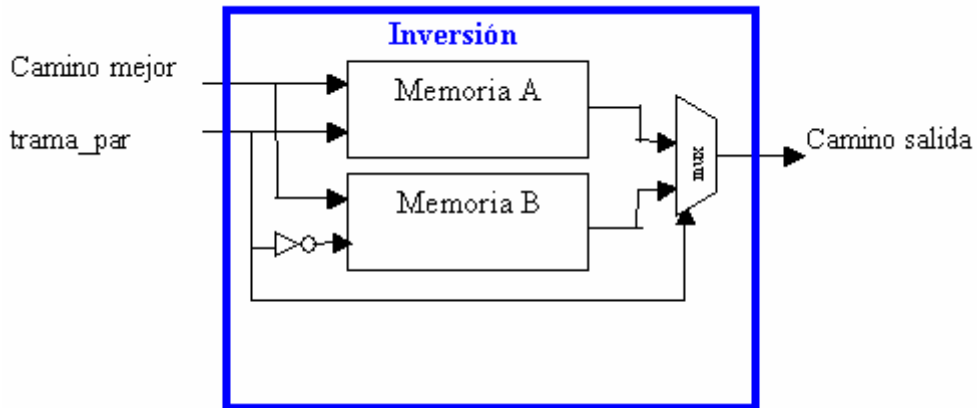 Inversión
Camino mejor
Memoria A
trama_par
mux
Camino salida
Memoria B